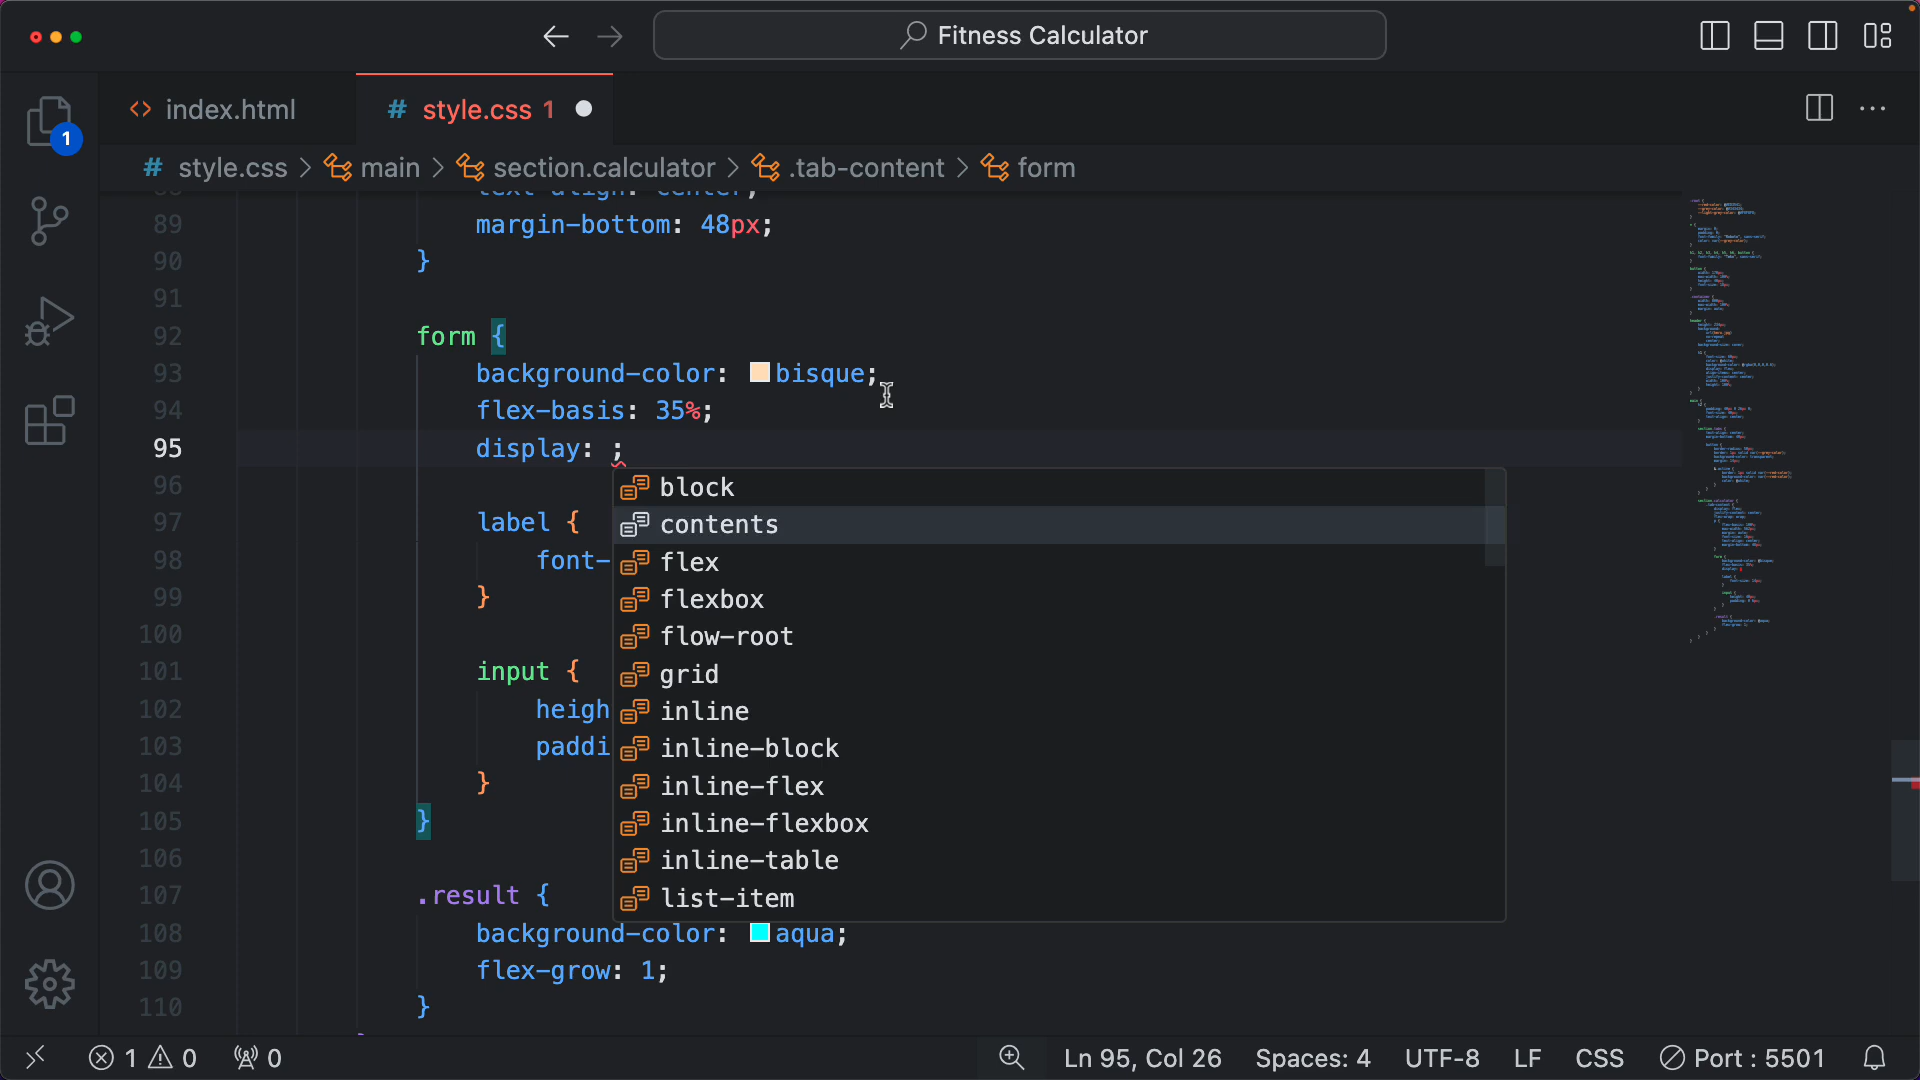 Fitness Calculator
index.html
# style.css 1
1
# style.css > main > section.calculator > .tab-content > form
89 margin-bottom: 48px;
90 }
91
92 form {
93 background-color: bisque;
94 flex-basis: 35%;
95 display: ;
96
97 label {
98 font-
99 }
100
101 input {
102 heigh
103 paddi
104 }
105 }
106
107 .result {
108 background-color: aqua;
109 flex-grow: 1;
110 }
block
contents
flex
flexbox
flow-root
grid
inline
inline-block
inline-flex
inline-flexbox
inline-table
list-item
1 0 0 Ln 95, Col 26 Spaces: 4 UTF-8 LF CSS Port : 5501